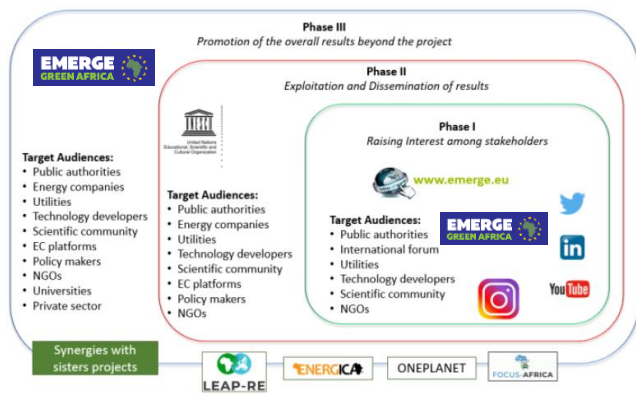 Phase III
Promotion of the overall results beyond the project
EMERGE
GREEN AFRICA
Target Audiences:
• Public authorities
• Energy companies
• Utilities
• Technology developers
• Scientific community
• EC platforms
• Policy makers
• NGOs
• Universities
• Private sector
Phase II
Exploitation and Dissemination of results
UNESCO
United Nations
Educational, Scientific and
Cultural Organization
Target Audiences:
• Public authorities
• Energy companies
• Utilities
• Technology developers
• Scientific community
• EC platforms
• Policy makers
• NGOs
Phase I
Raising Interest among stakeholders
www.emerge.eu
Target Audiences:
• Public authorities
• International forum
• Utilities
• Technology developers
• Scientific community
• NGOs
EMERGE
GREEN AFRICA
in
YouTube
Synergies with
sisters projects
LEAP-RE
ENERGICA
ONEPLANET
FOCUS-AFRICA